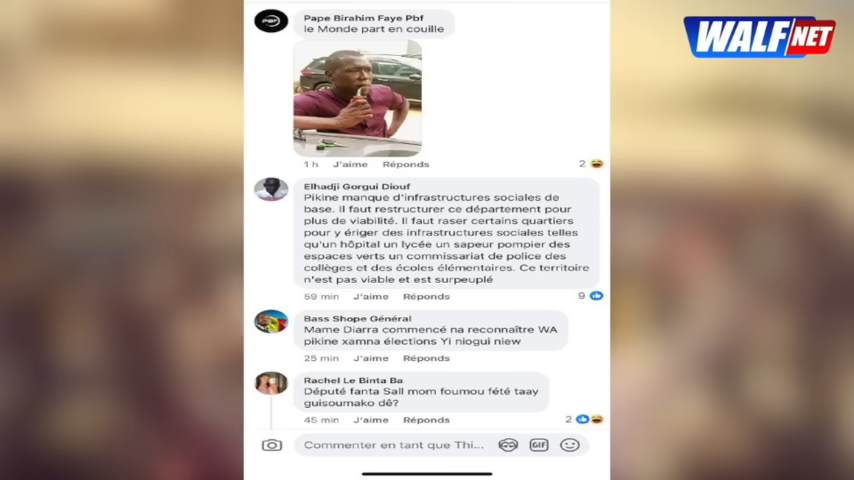 PBF
Pape Birahim Faye Pbf
le Monde part en couille
1 h J'aime Réponds 2
Elhadji Gorgui Diouf
Pikine manque d'infrastructures sociales de
base. Il faut restructurer ce département pour
plus de viabilité. Il faut raser certains quartiers
pour y ériger des infrastructures sociales telles
qu'un hôpital un lycée un sapeur pompier des
espaces verts un commissariat de police des
collèges et des écoles élémentaires. Ce territoire
n'est pas viable et est surpeuplé
59 min J'aime Réponds 9
Bass Shope Général
Mame Diarra commencé na reconnaître WA
pikine xamna élections Yi niogui niew
25 min J'aime Réponds
Rachel Le Binta Ba
Député fanta Sall mom foumou fété taay
guisoumako dê?
45 min J'aime Réponds 2
Commenter en tant que Thi... GIF
WALFNET